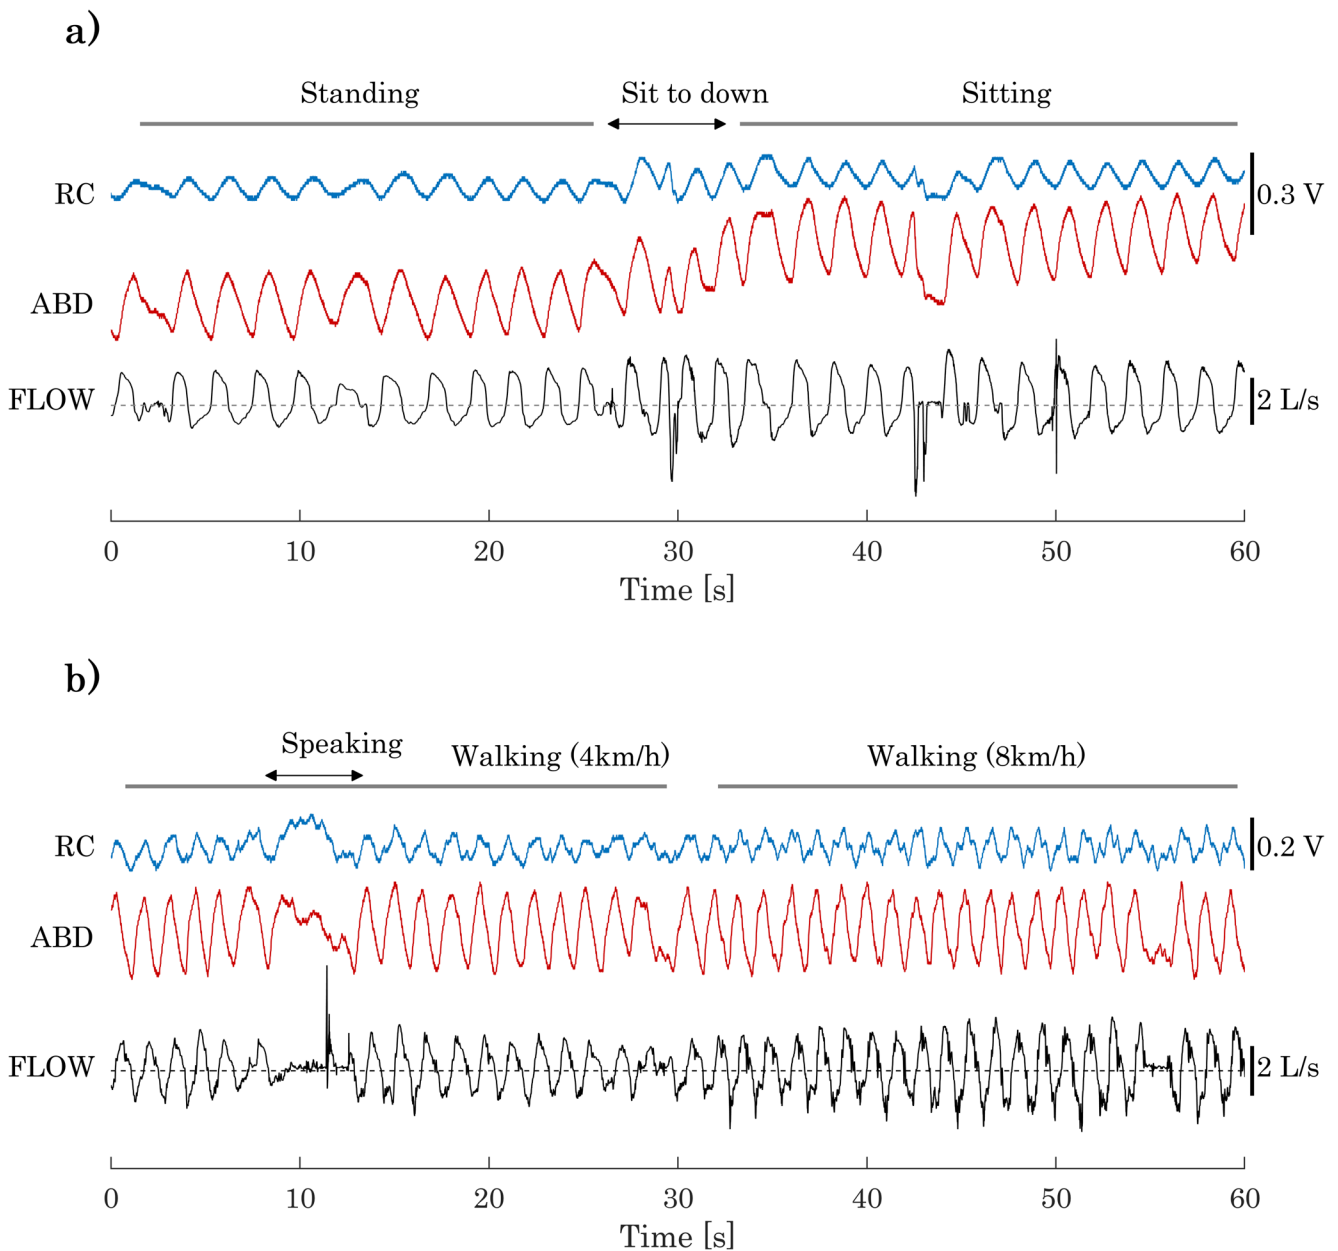 a)
Standing Sit to down Sitting
RC 0.3 V
ABD
FLOW 2 L/s
0 10 20 30 40 50 60
Time [s]
b)
Speaking Walking (4km/h) Walking (8km/h)
RC 0.2 V
ABD
FLOW 2 L/s
0 10 20 30 40 50 60
Time [s]